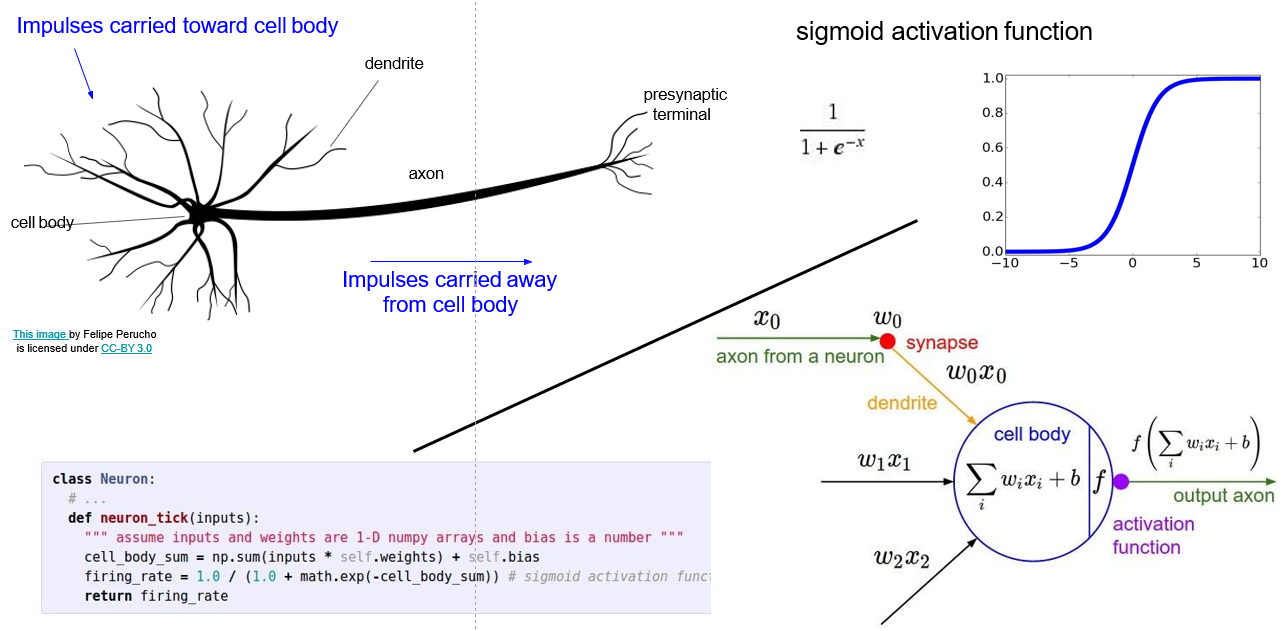 Impulses carried toward cell body
dendrite
presynaptic
terminal
axon
cell body
Impulses carried away
from cell body
This image by Felipe Perucho
is licensed under CC-BY 3.0
sigmoid activation function
1
1 + e^{-x}
1.0
0.8
0.6
0.4
0.2
0.0
−10 −5 0 5 10
x_0 w_0
synapse
axon from a neuron
w_0x_0
dendrite
cell body
w_1x_1
\sum_i w_ix_i + b f
f\left(\sum_i w_ix_i + b\right)
output axon
activation
function
w_2x_2
class Neuron:
# ...
def neuron_tick(inputs):
""" assume inputs and weights are 1-D numpy arrays and bias is a number """
cell_body_sum = np.sum(inputs * self.weights) + self.bias
firing_rate = 1.0 / (1.0 + math.exp(-cell_body_sum)) # sigmoid activation funct
return firing_rate